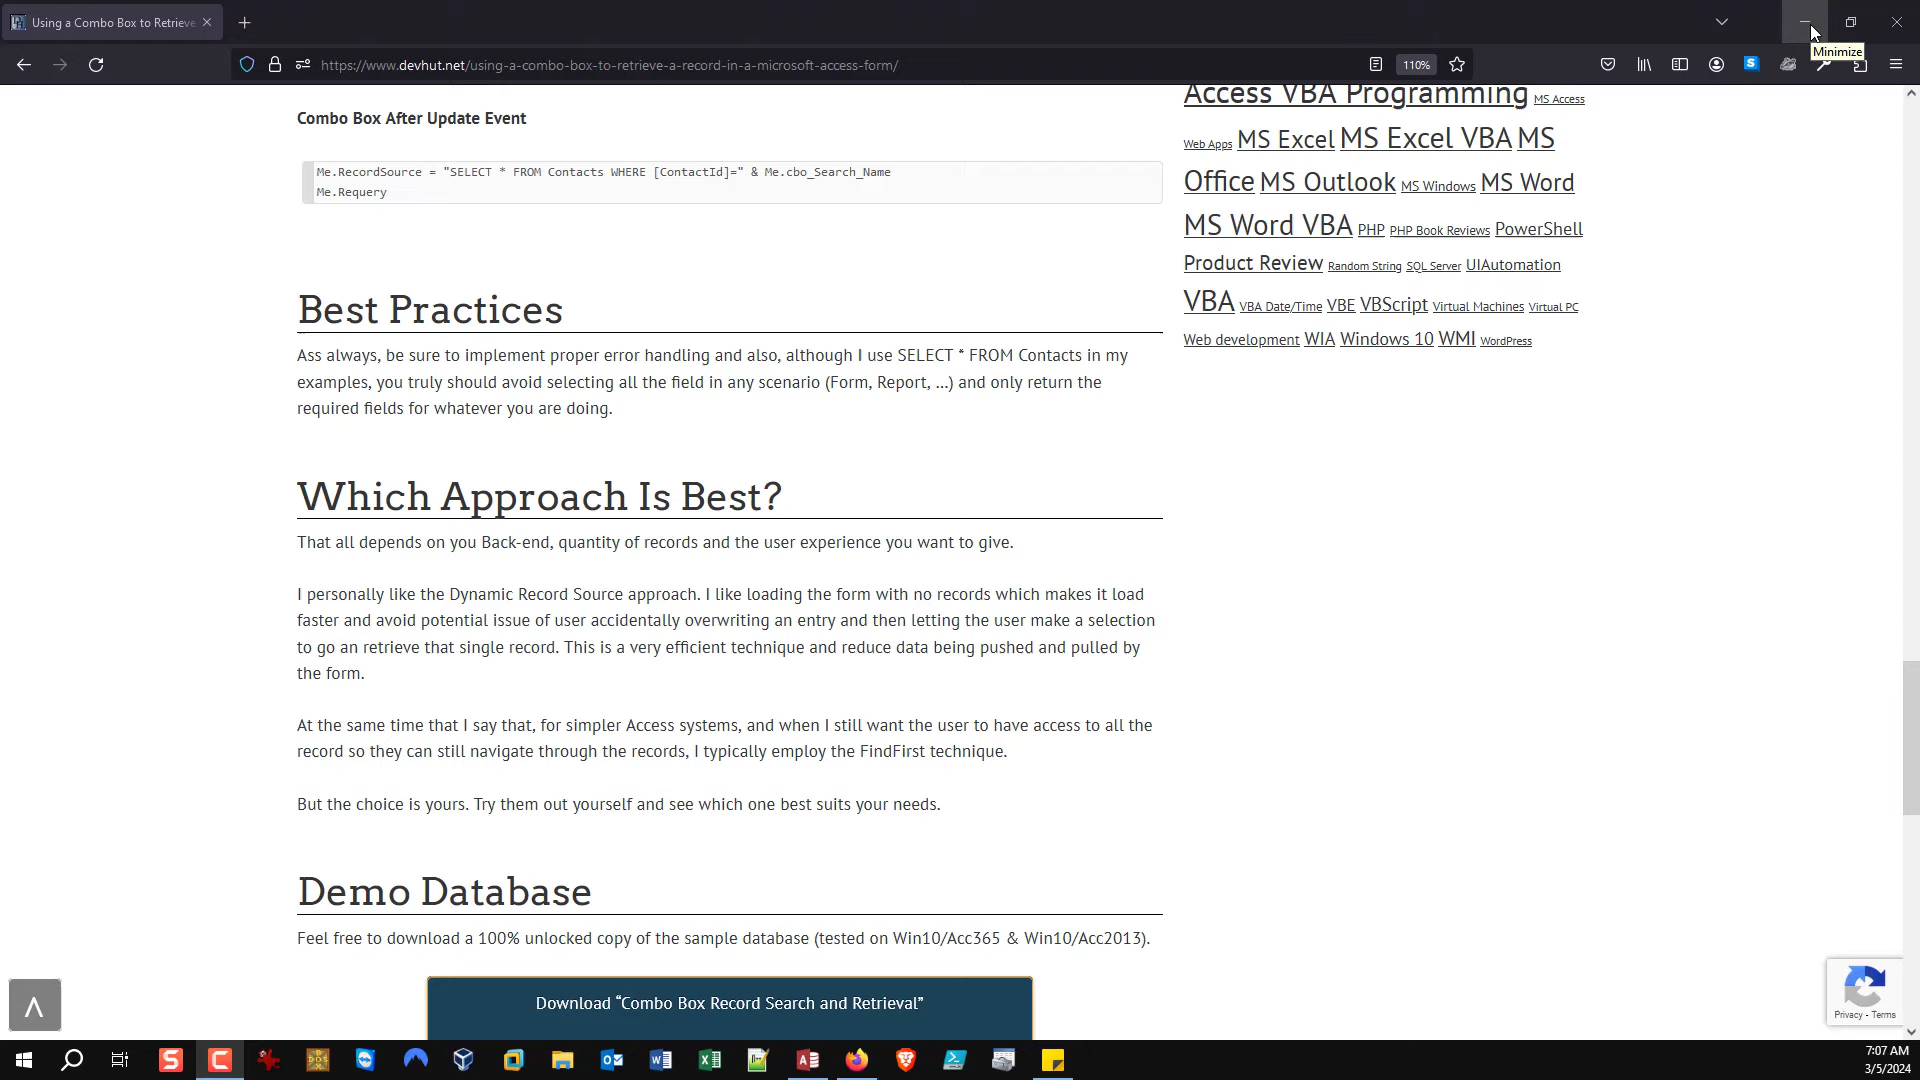 Using a Combo Box to Retrieve
Minimize
https://www.devhut.net/using-a-combo-box-to-retrieve-a-record-in-a-microsoft-access-form/
110%
S
Combo Box After Update Event
Me.RecordSource = "SELECT * FROM Contacts WHERE [ContactId]=" & Me.cbo_Search_Name
Me.Requery
Best Practices
Ass always, be sure to implement proper error handling and also, although I use SELECT * FROM Contacts in my
examples, you truly should avoid selecting all the field in any scenario (Form, Report, ...) and only return the
required fields for whatever you are doing.
Which Approach Is Best?
That all depends on you Back-end, quantity of records and the user experience you want to give.
I personally like the Dynamic Record Source approach. I like loading the form with no records which makes it load
faster and avoid potential issue of user accidentally overwriting an entry and then letting the user make a selection
to go an retrieve that single record. This is a very efficient technique and reduce data being pushed and pulled by
the form.
At the same time that I say that, for simpler Access systems, and when I still want the user to have access to all the
record so they can still navigate through the records, I typically employ the FindFirst technique.
But the choice is yours. Try them out yourself and see which one best suits your needs.
Demo Database
Feel free to download a 100% unlocked copy of the sample database (tested on Win10/Acc365 & Win10/Acc2013).
Download “Combo Box Record Search and Retrieval”
Access VBA Programming MS Access
Web Apps MS Excel MS Excel VBA MS
Office MS Outlook MS Windows MS Word
MS Word VBA PHP PHP Book Reviews PowerShell
Product Review Random String SQL Server UIAutomation
VBA VBA Date/Time VBE VBScript Virtual Machines Virtual PC
Web development WIA Windows 10 WMI WordPress
Privacy - Terms
7:07 AM
3/5/2024